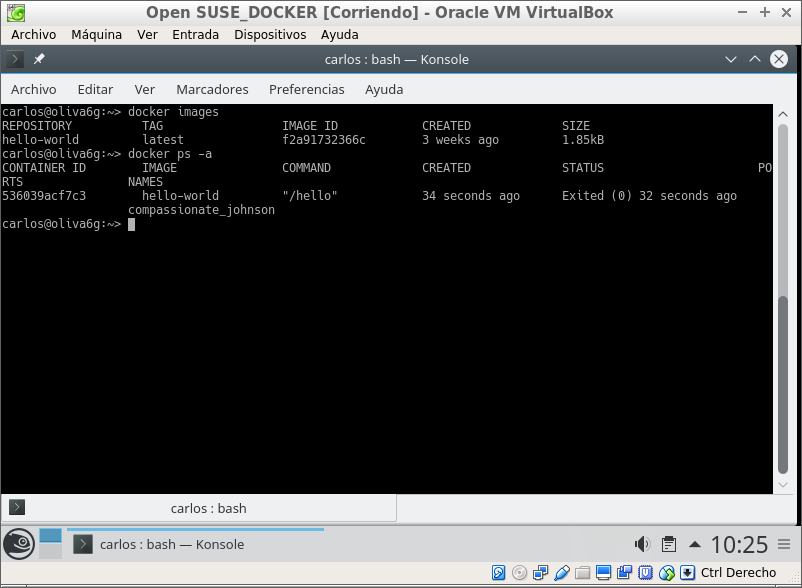 Open SUSE_DOCKER [Corriendo] - Oracle VM VirtualBox
Archivo Máquina Ver Entrada Dispositivos Ayuda
carlos : bash — Konsole
Archivo Editar Ver Marcadores Preferencias Ayuda
carlos@oliva6g:~> docker images
REPOSITORY TAG IMAGE ID CREATED SIZE
hello-world latest f2a91732366c 3 weeks ago 1.85kB
carlos@oliva6g:~> docker ps -a
CONTAINER ID IMAGE COMMAND CREATED STATUS PO
RTS NAMES
536039acf7c3 hello-world "/hello" 34 seconds ago Exited (0) 32 seconds ago
compassionate_johnson
carlos@oliva6g:~>
carlos : bash
carlos : bash — Konsole 10:25
Ctrl Derecho